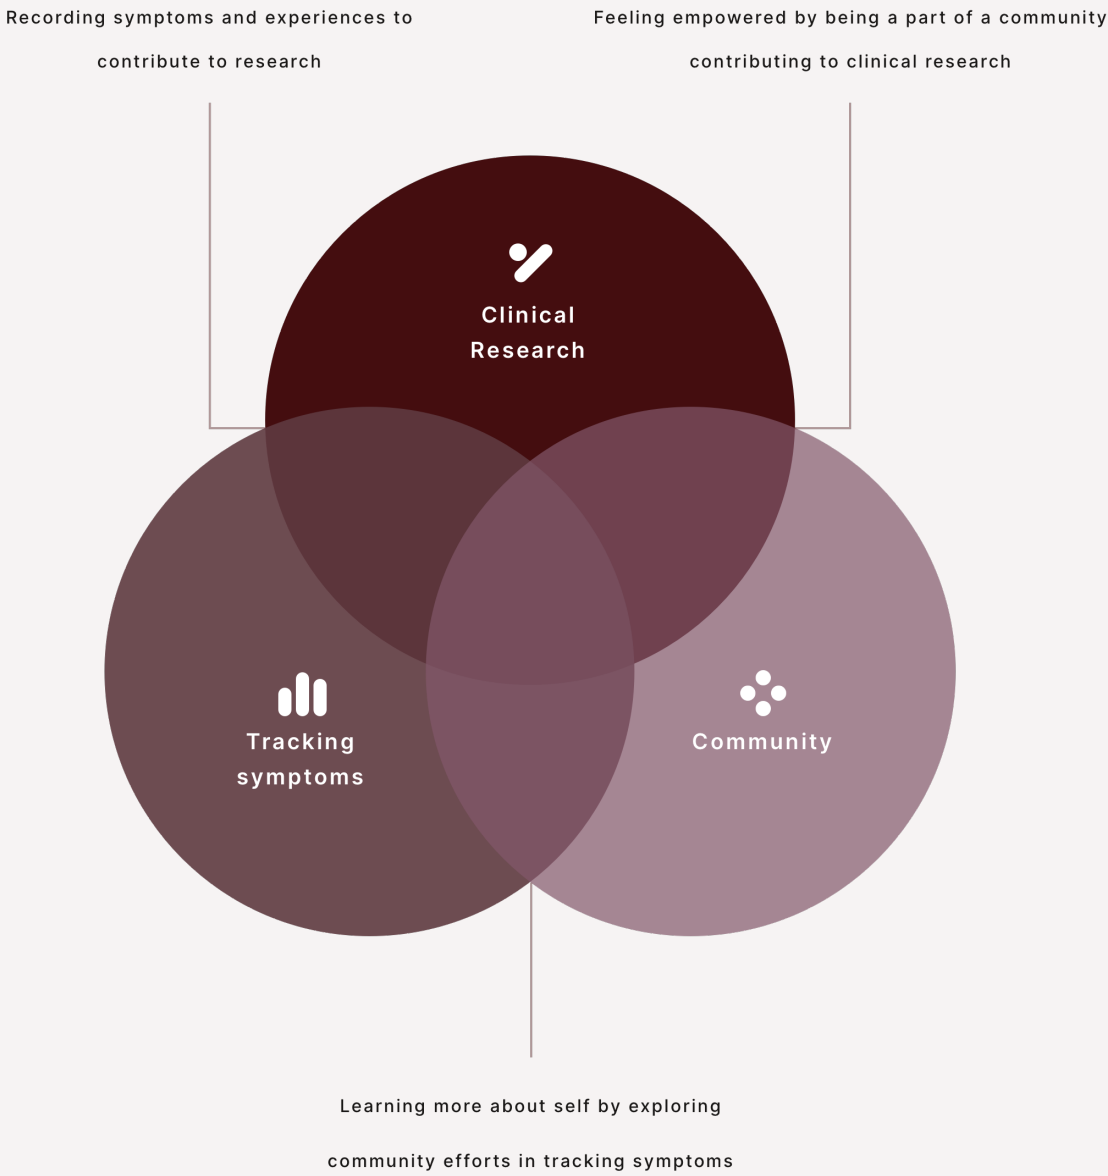 Recording symptoms and experiences to
contribute to research
Feeling empowered by being a part of a community
contributing to clinical research
Clinical
Research
Tracking
symptoms
Community
Learning more about self by exploring
community efforts in tracking symptoms